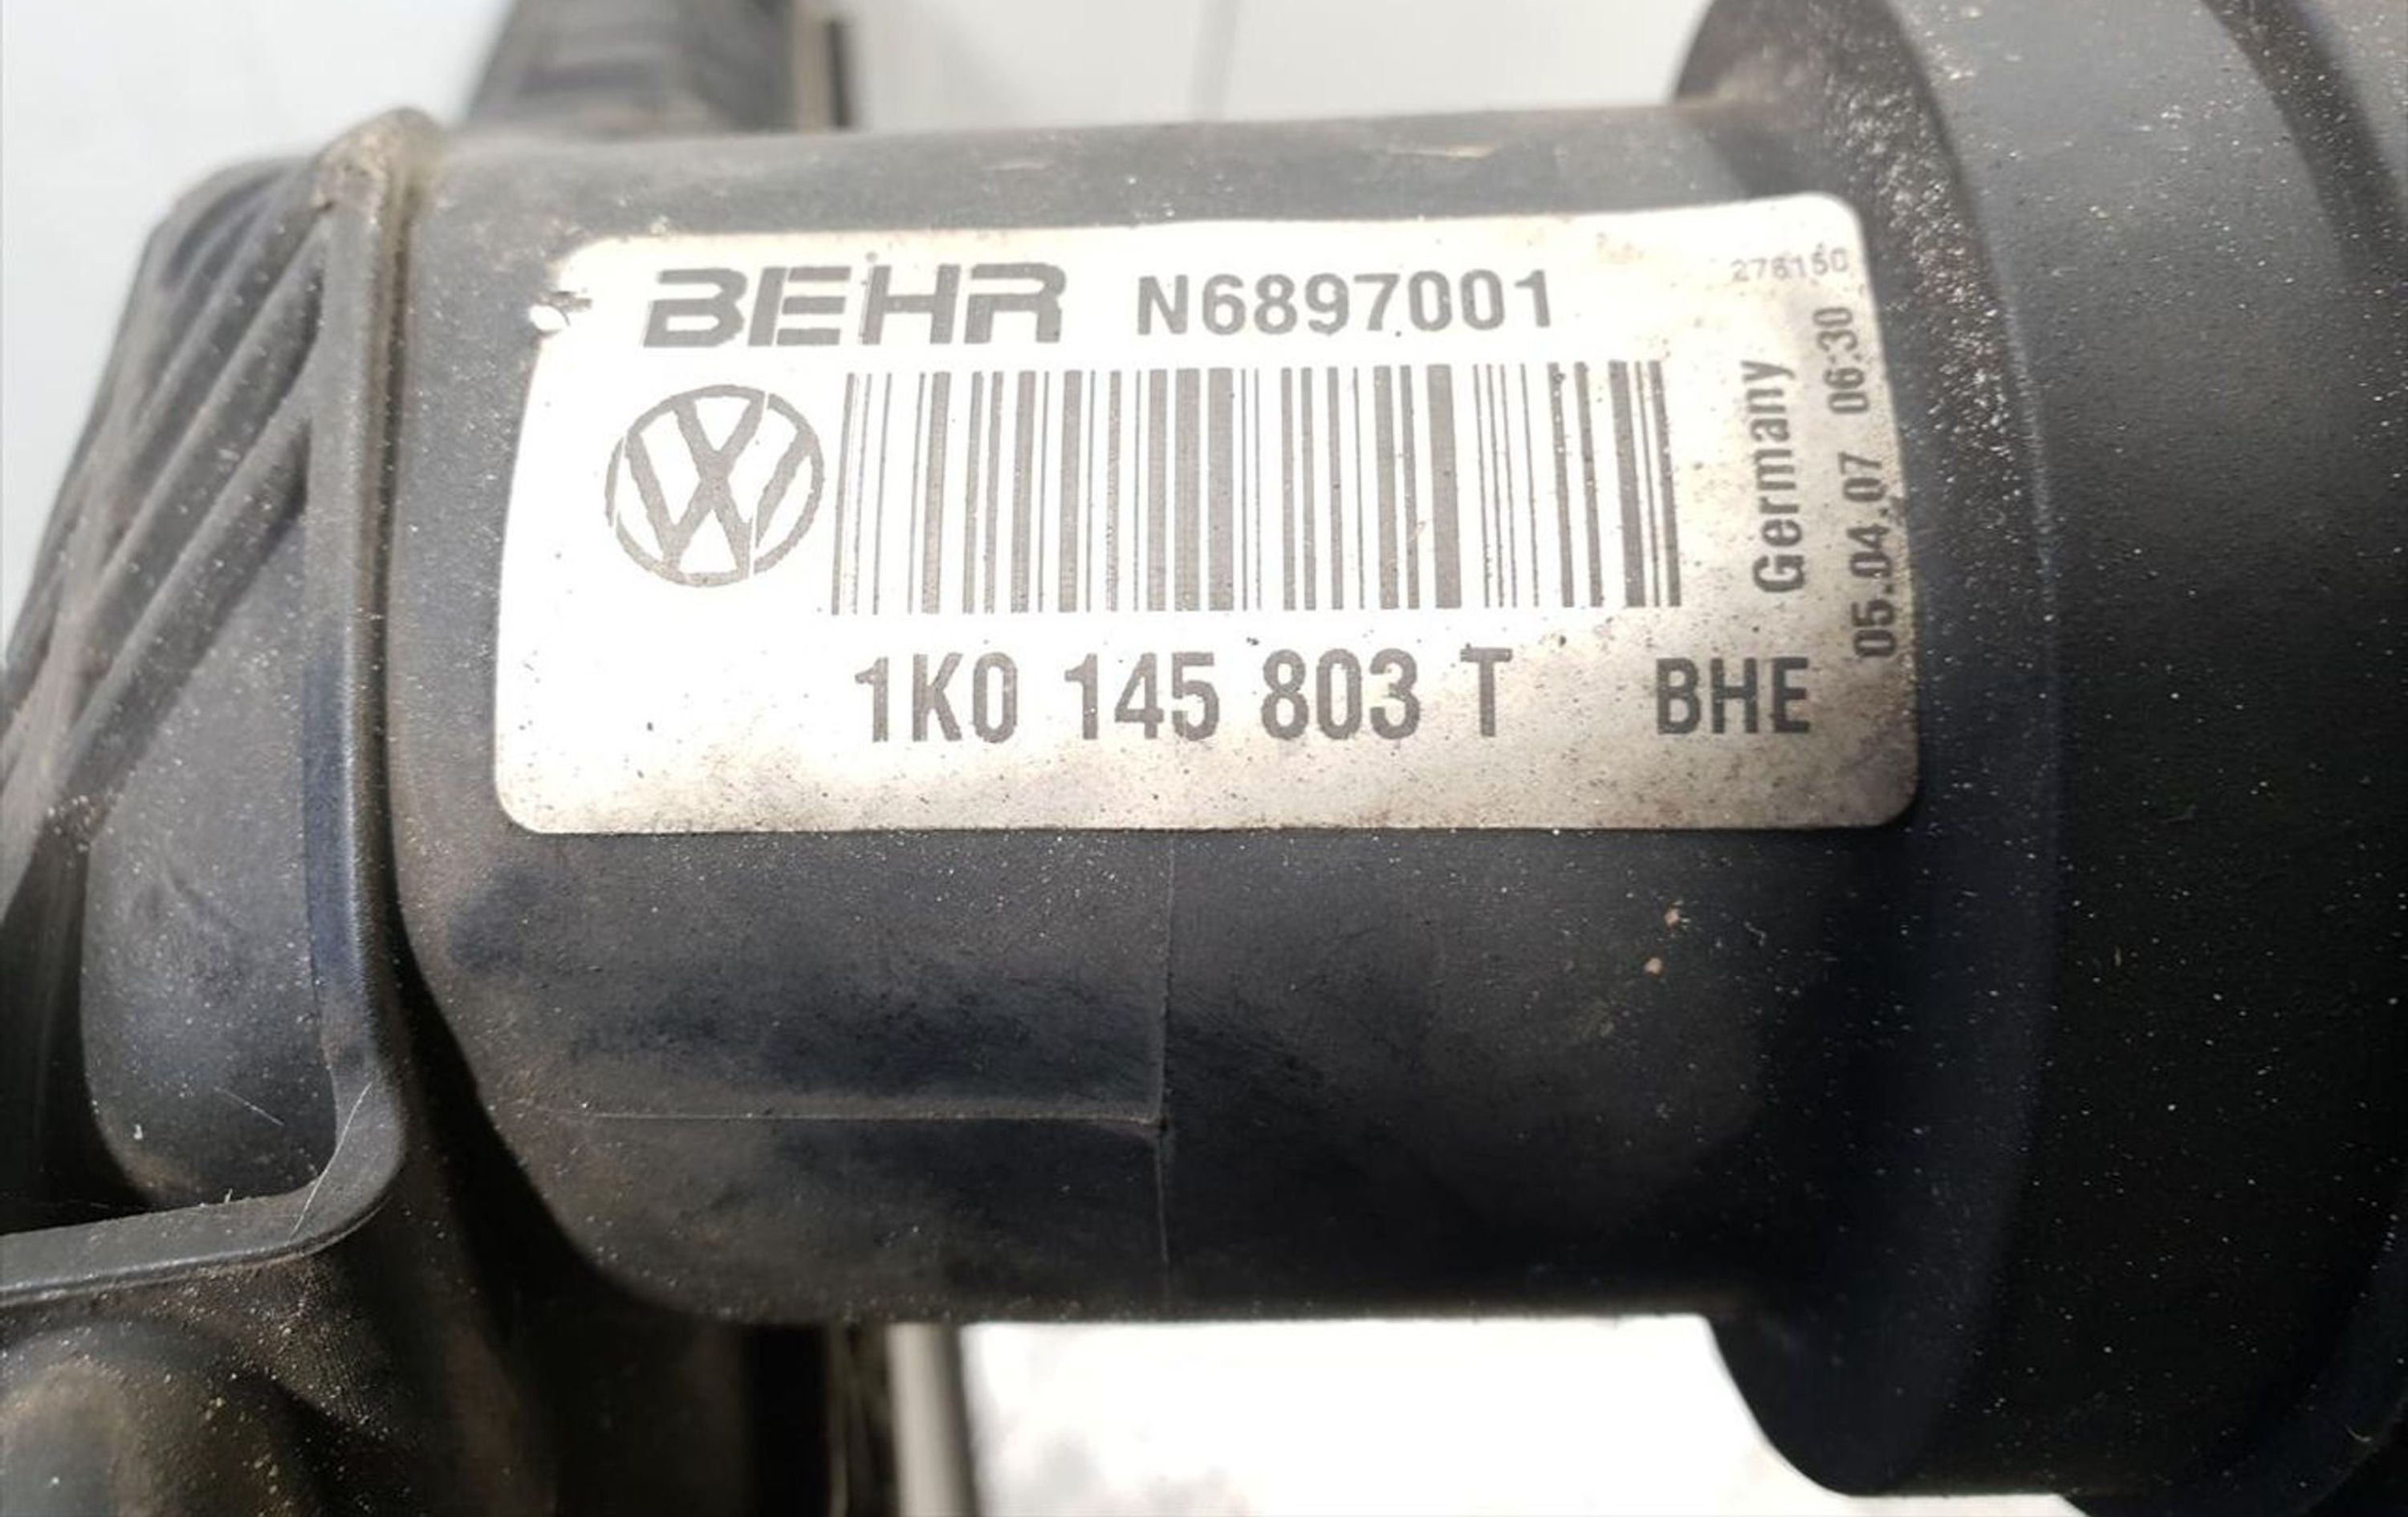 BEHR N6897001
276150
Germany
05.04.07 06:30
1K0 145 803 T BHE